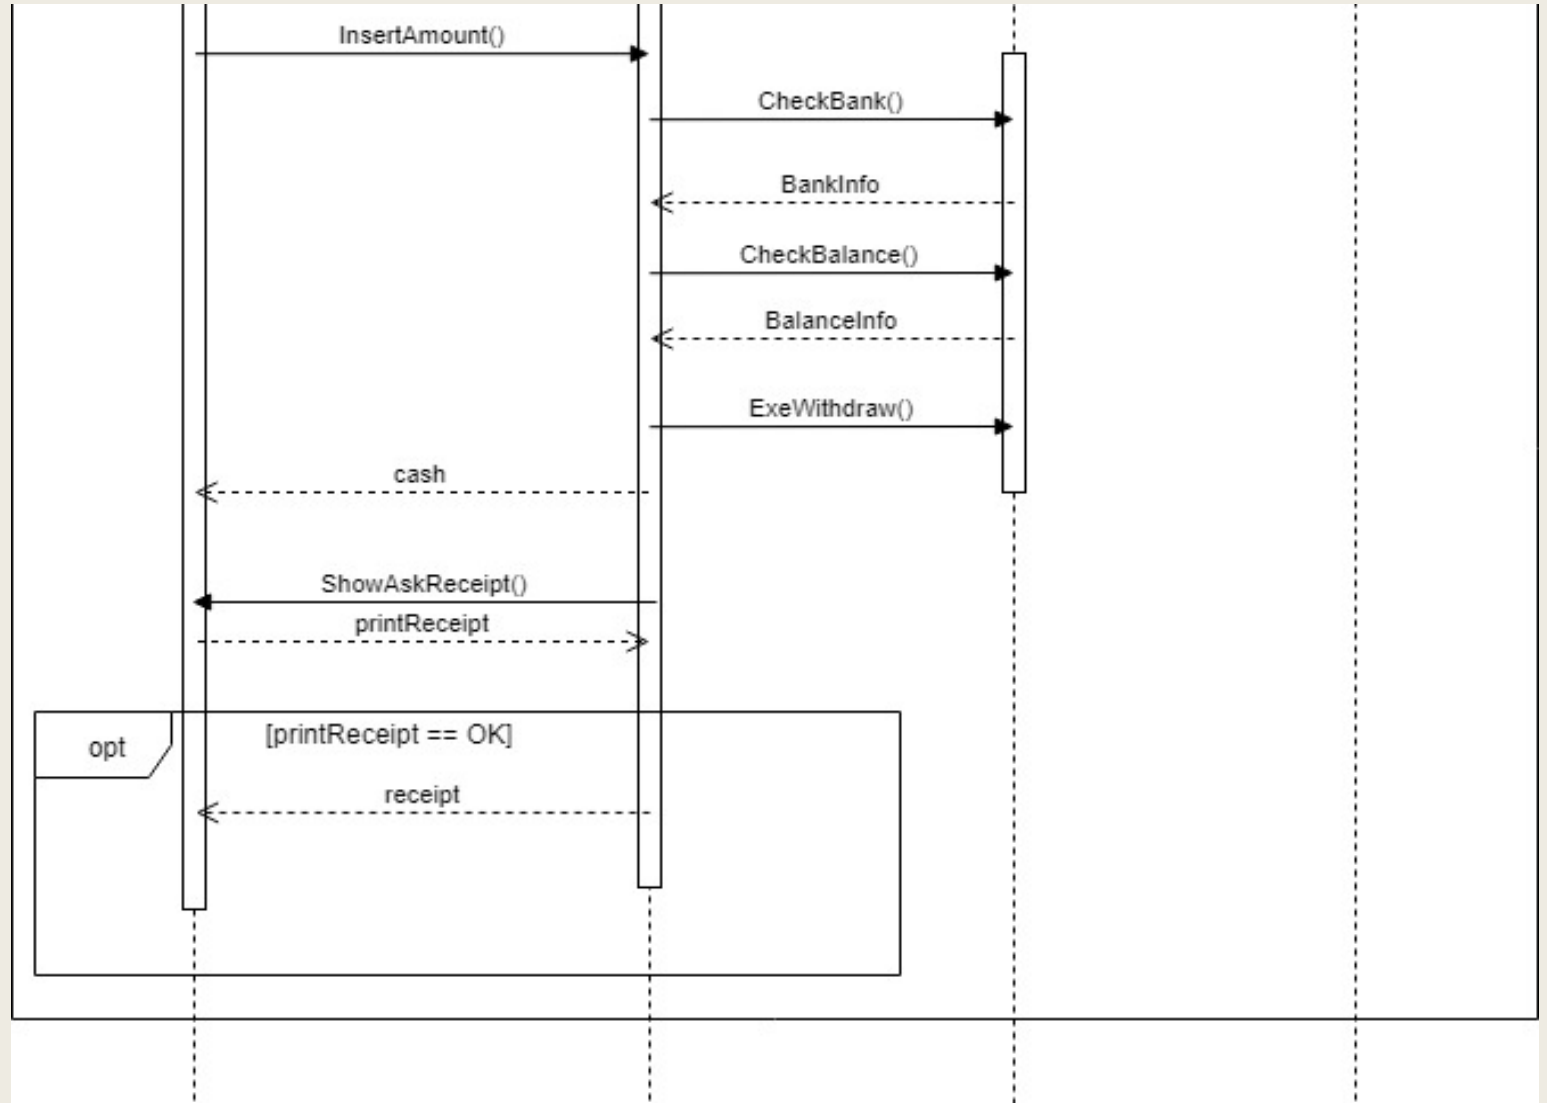 InsertAmount()
CheckBank()
BankInfo
CheckBalance()
BalanceInfo
ExeWithdraw()
cash
ShowAskReceipt()
printReceipt
opt
[printReceipt == OK]
receipt